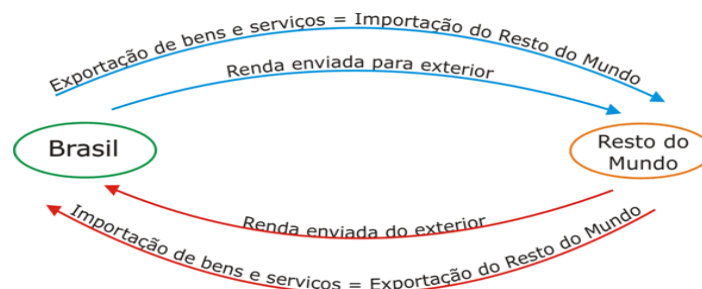 Exportação de bens e serviços = Importação do Resto do Mundo
Renda enviada para exterior
Brasil
Resto do
Mundo
Renda enviada do exterior
Importação de bens e serviços = Exportação do Resto do Mundo